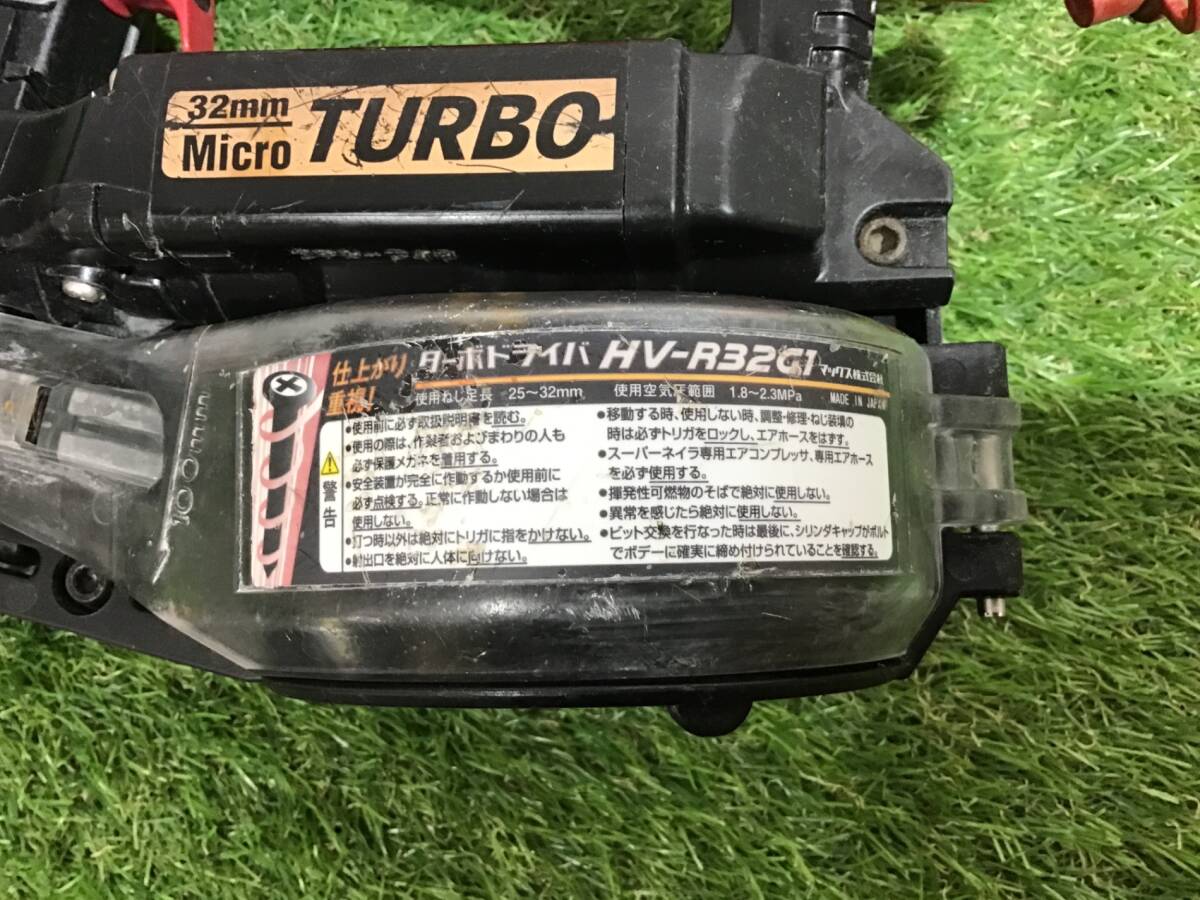 32mm
Micro
TURBO
仕上がり
重視!
ターボドライバ HV-R32G1 マックス株式会社
使用ねじ足長 25～32mm 使用空気圧範囲 1.8～2.3MPa MADE IN JAPAN
警告
●使用前に必ず取扱説明書を読む。
●使用の際は、作業者およびまわりの人も
必ず保護メガネを着用する。
●安全装置が完全に作動するか使用前に
必ず点検する。正常に作動しない場合は
使用しない。
●打つ時以外は絶対にトリガに指をかけない。
●射出口を絶対に人体に向けない。
●移動する時、使用しない時、調整・修理・ねじ装填の
時は必ずトリガをロックし、エアホースをはずす。
●スーパーネイラ専用エアコンプレッサ、専用エアホース
を必ず使用する。
●揮発性可燃物のそばで絶対に使用しない。
●異常を感じたら絶対に使用しない。
●ビット交換を行なった時は最後に、シリンダキャップがボルト
でボデーに確実に締め付けられていることを確認する。
100